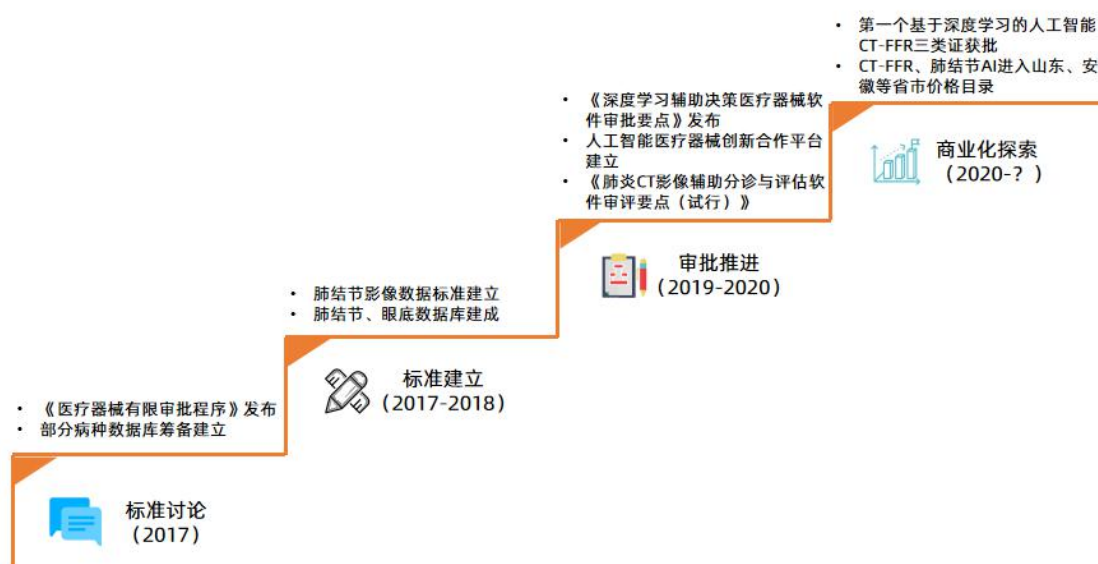 • 第一个基于深度学习的人工智能
CT-FFR三类证获批
• CT-FFR、肺结节AI进入山东、安
徽等省市价格目录
商业化探索
（2020-？）
• 《深度学习辅助决策医疗器械软
件审批要点》发布
• 人工智能医疗器械创新合作平台
建立
• 《肺炎CT影像辅助分诊与评估软
件审评要点（试行）》
审批推进
（2019-2020）
• 肺结节影像数据标准建立
• 肺结节、眼底数据库建成
标准建立
（2017-2018）
• 《医疗器械有限审批程序》发布
• 部分病种数据库筹备建立
标准讨论
（2017）